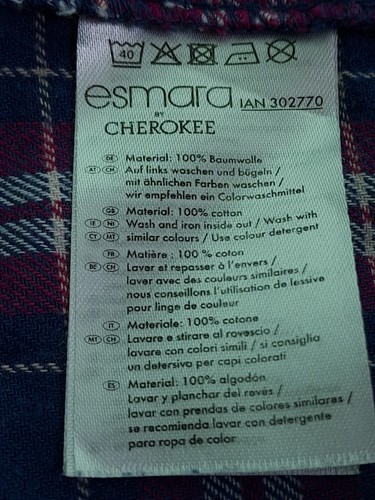 40
esmara IAN 302770
BY
CHEROKEE
DE Material: 100% Baumwolle
AT CH Auf links waschen und bügeln /
mit ähnlichen Farben waschen /
wir empfehlen ein Colorwaschmittel
GB Material: 100% cotton
IE NI Wash and iron inside out / Wash with
CY MT similar colours / Use colour detergent
FR Matière : 100 % coton
BE CH Laver et repasser à l'envers /
laver avec des couleurs similaires /
nous conseillons l'utilisation de lessive
pour linge de couleur
IT Materiale: 100% cotone
MT CH Lavare e stirare al rovescio /
lavare con colori simili / si consiglia
un detersivo per capi colorati
ES Material: 100% algodón
Lavar y planchar del revés /
lavar con prendas de colores similares /
se recomienda lavar con detergente
para ropa de color